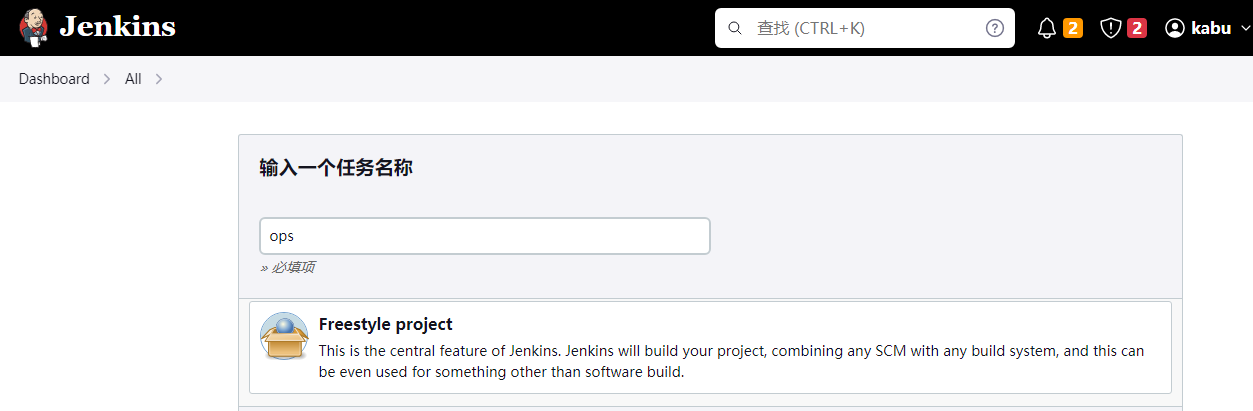 Jenkins
查找 (CTRL+K)
2
2
kabu
Dashboard
All
输入一个任务名称
ops
» 必填项
Freestyle project
This is the central feature of Jenkins. Jenkins will build your project, combining any SCM with any build system, and this can
be even used for something other than software build.